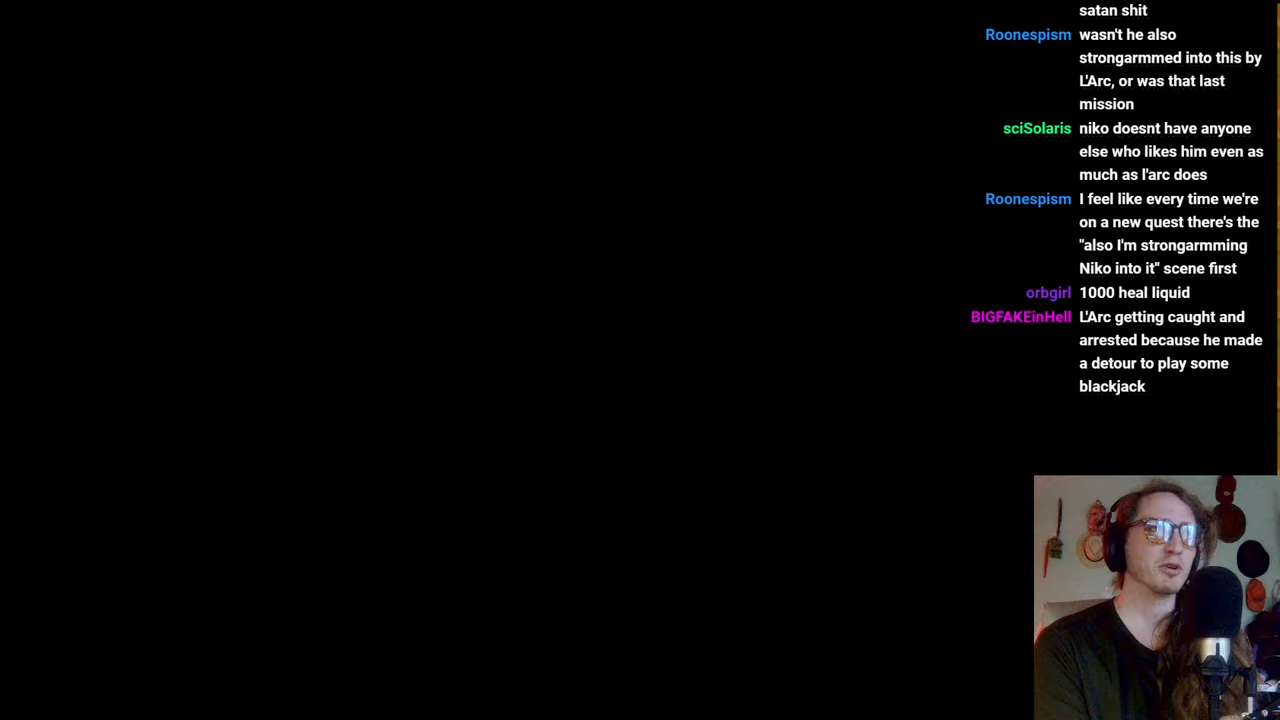 satan shit
Roonespism wasn't he also
strongarmmed into this by
L'Arc, or was that last
mission
sciSolaris niko doesnt have anyone
else who likes him even as
much as l'arc does
Roonespism I feel like every time we're
on a new quest there's the
"also I'm strongarmming
Niko into it" scene first
orbgirl 1000 heal liquid
BIGFAKEinHell L'Arc getting caught and
arrested because he made
a detour to play some
blackjack